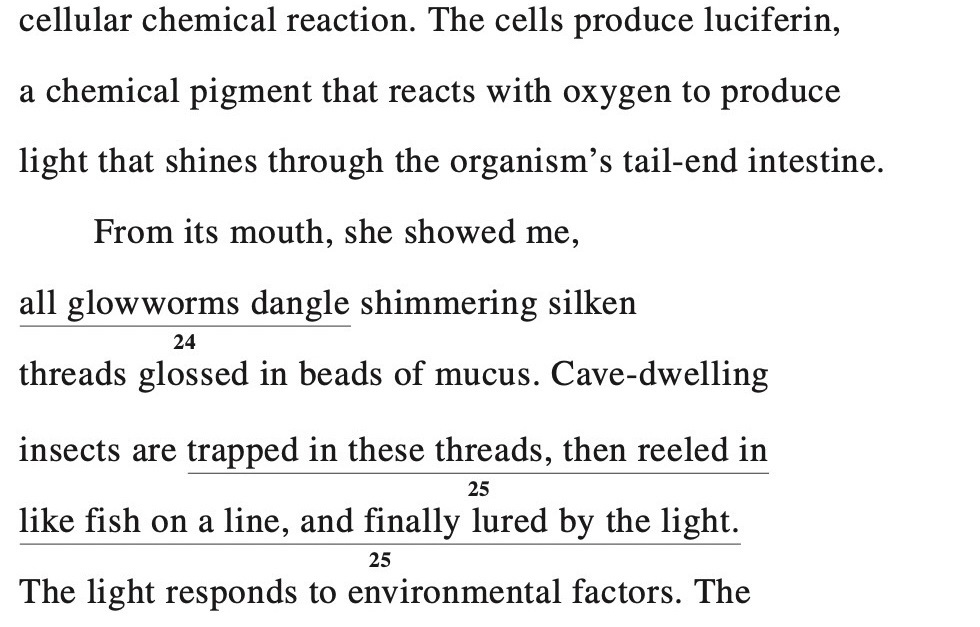 cellular chemical reaction. The cells produce luciferin,
a chemical pigment that reacts with oxygen to produce
light that shines through the organism’s tail-end intestine.
From its mouth, she showed me,
all glowworms dangle shimmering silken
24
threads glossed in beads of mucus. Cave-dwelling
insects are trapped in these threads, then reeled in
25
like fish on a line, and finally lured by the light.
25
The light responds to environmental factors. The